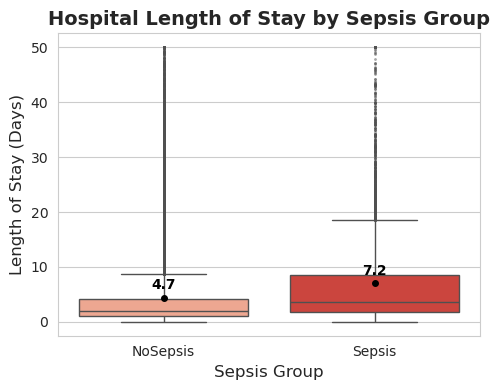 Hospital Length of Stay by Sepsis Group
Length of Stay (Days)
50
40
30
20
10
0
4.7
7.2
NoSepsis
Sepsis
Sepsis Group